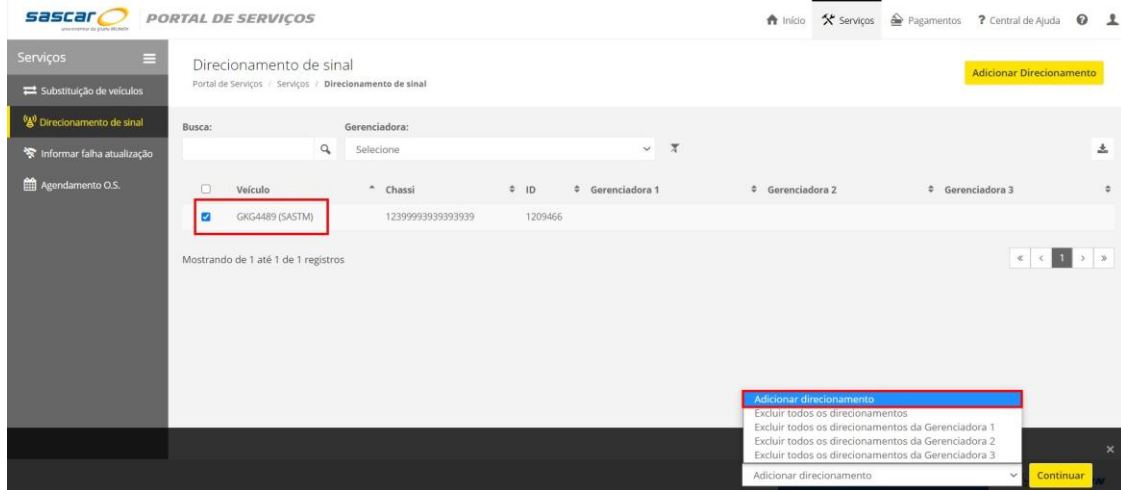 sascar
PORTAL DE SERVIÇOS
Início
Serviços
Pagamentos
? Central de Ajuda
Serviços
Substituição de veículos
Direcionamento de sinal
Informar falha atualização
Agendamento O.S.
Direcionamento de sinal
Portal de Serviços / Serviços / Direcionamento de sinal
Adicionar Direcionamento
Busca:
Gerenciadora:
Selecione
Veículo
Chassi
ID
Gerenciadora 1
Gerenciadora 2
Gerenciadora 3
GKG4489 (SASTM)
12399993939393939
1209466
Mostrando de 1 até 1 de 1 registros
« < 1 > »
Adicionar direcionamento
Excluir todos os direcionamentos
Excluir todos os direcionamentos da Gerenciadora 1
Excluir todos os direcionamentos da Gerenciadora 2
Excluir todos os direcionamentos da Gerenciadora 3
Adicionar direcionamento
Continuar